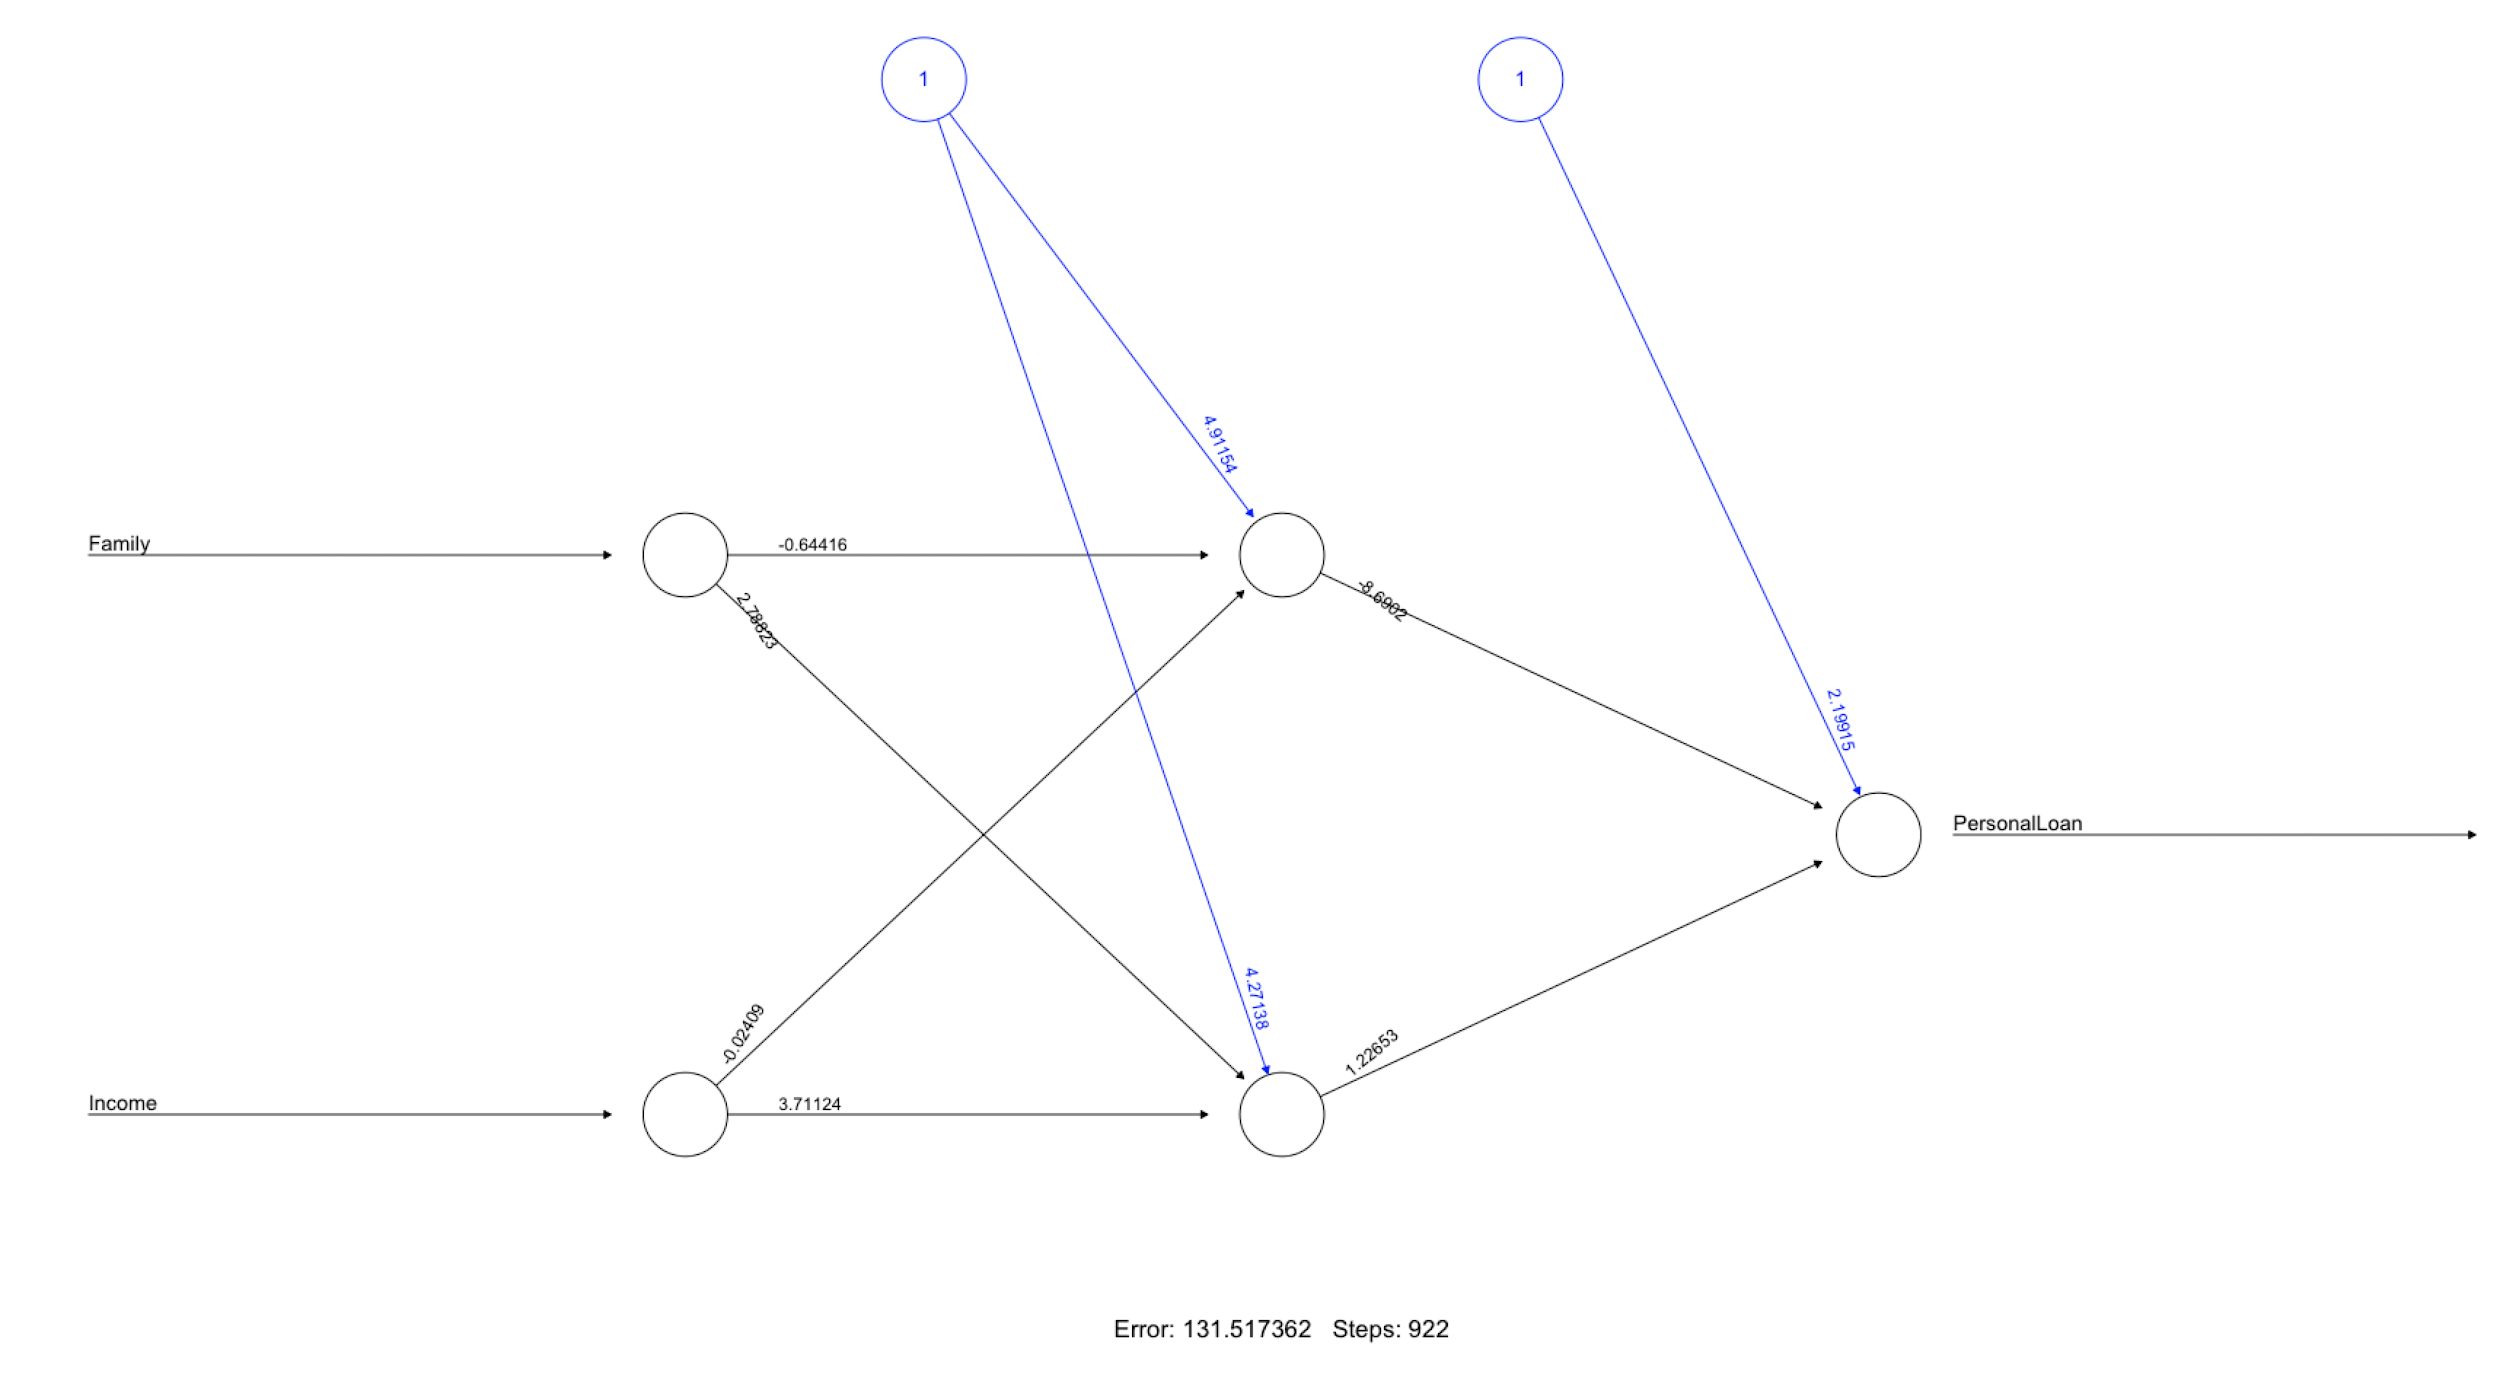 1
1
4.91154
Family
-0.64416
2.78823
-8.6902
2.19915
PersonalLoan
4.27138
-0.02409
1.22653
Income
3.71124
Error: 131.517362 Steps: 922